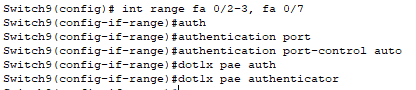 Switch9(config)# int range fa 0/2-3, fa 0/7
Switch9(config-if-range)#auth
Switch9(config-if-range)#authentication port
Switch9(config-if-range)#authentication port-control auto
Switch9(config-if-range)#dot1x pae auth
Switch9(config-if-range)#dot1x pae authenticator